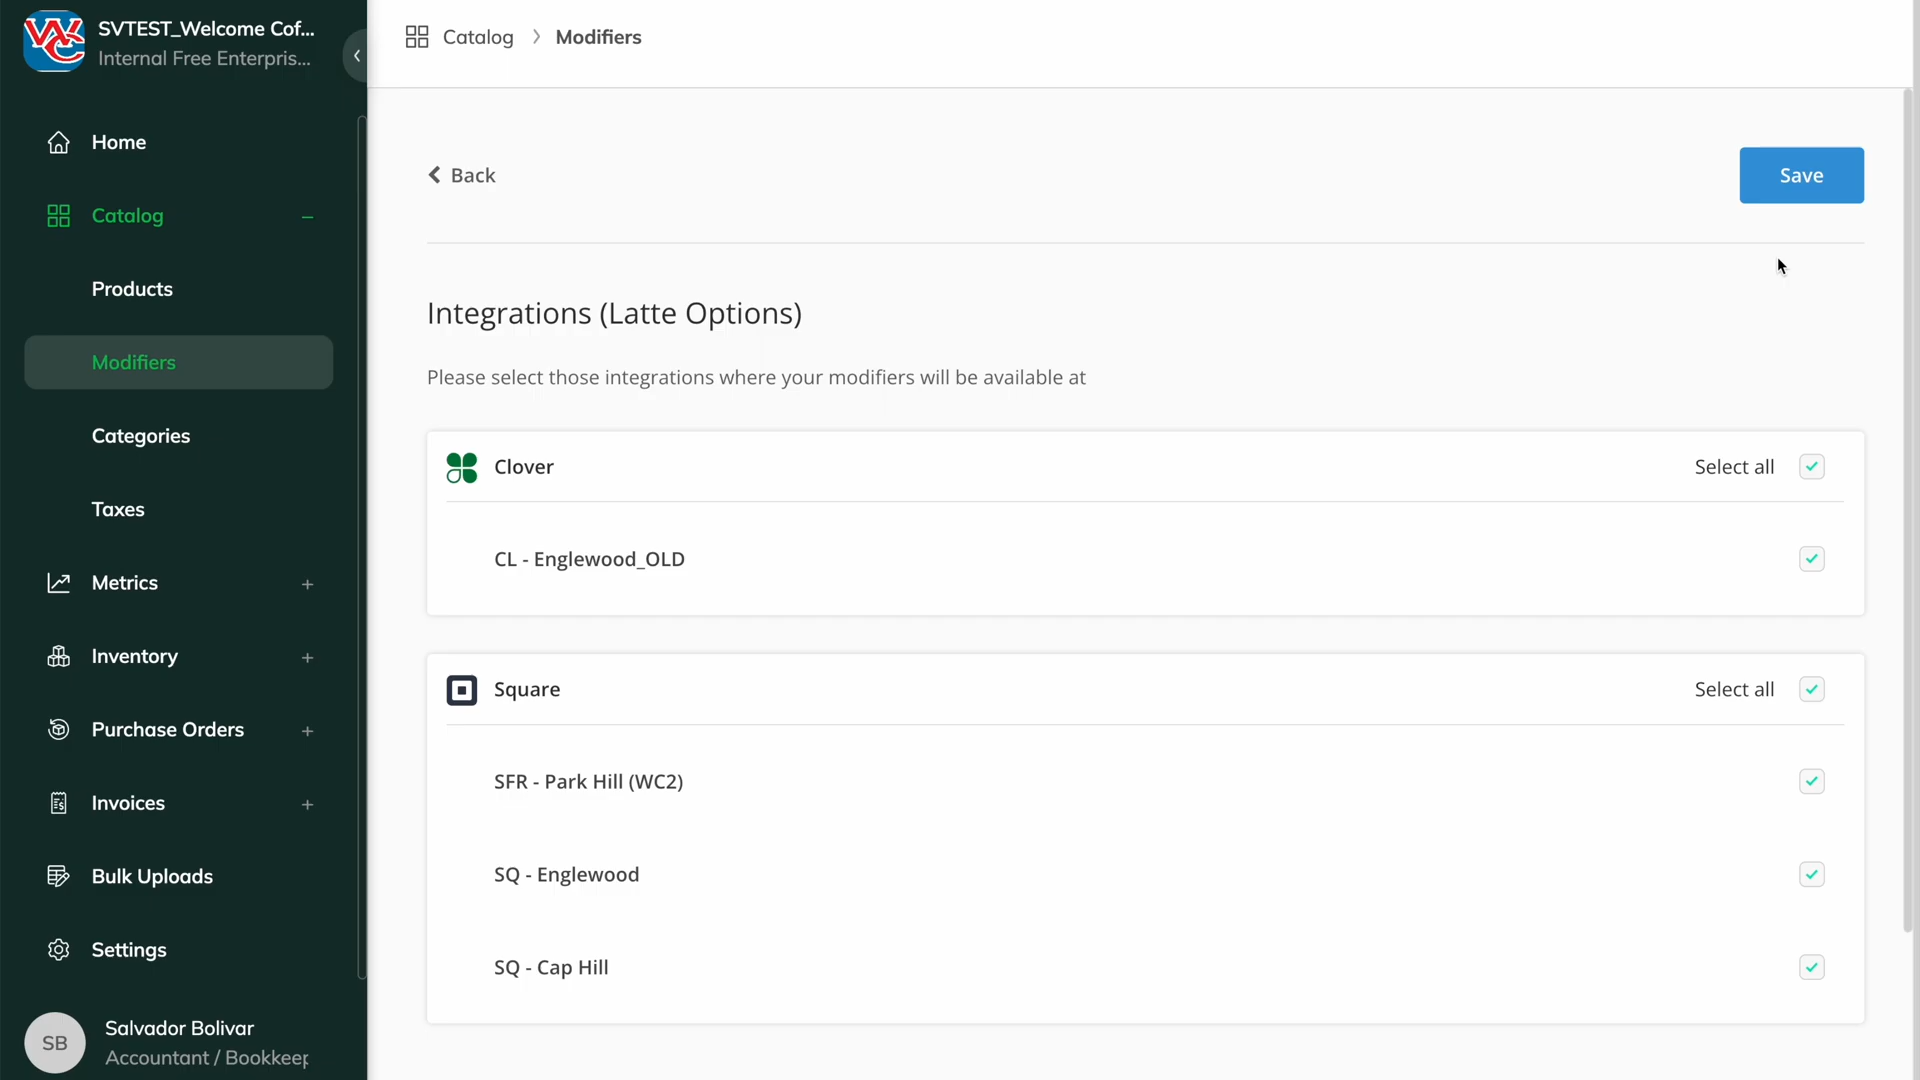 SVTEST_Welcome Cof...
Internal Free Enterpris...
Home
Catalog
Products
Modifiers
Categories
Taxes
Metrics
Inventory
Purchase Orders
Invoices
Bulk Uploads
Settings
SB
Salvador Bolivar
Accountant / Bookkeep
Catalog > Modifiers
Back
Save
Integrations (Latte Options)
Please select those integrations where your modifiers will be available at
Clover
Select all
CL - Englewood_OLD
Square
Select all
SFR - Park Hill (WC2)
SQ - Englewood
SQ - Cap Hill